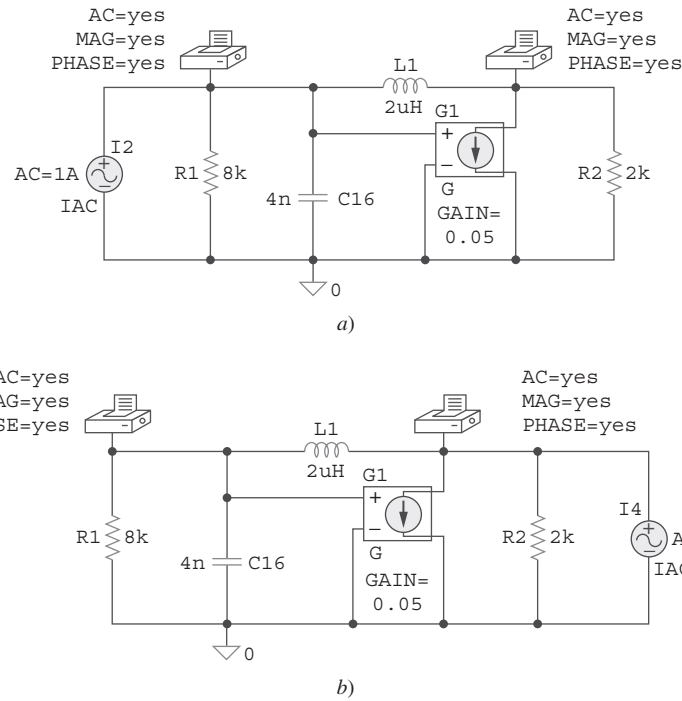 AC=yes
MAG=yes
PHASE=yes
AC=yes
MAG=yes
PHASE=yes
L1
2uH
G1
+
−
I2
AC=1A
IAC
R1 8k
4n C16
G
GAIN=
0.05
R2 2k
0
a)
AC=yes
AG=yes
SE=yes
AC=yes
MAG=yes
PHASE=yes
L1
2uH
G1
+
−
I4
A
IAC
R1 8k
4n C16
G
GAIN=
0.05
R2 2k
0
b)